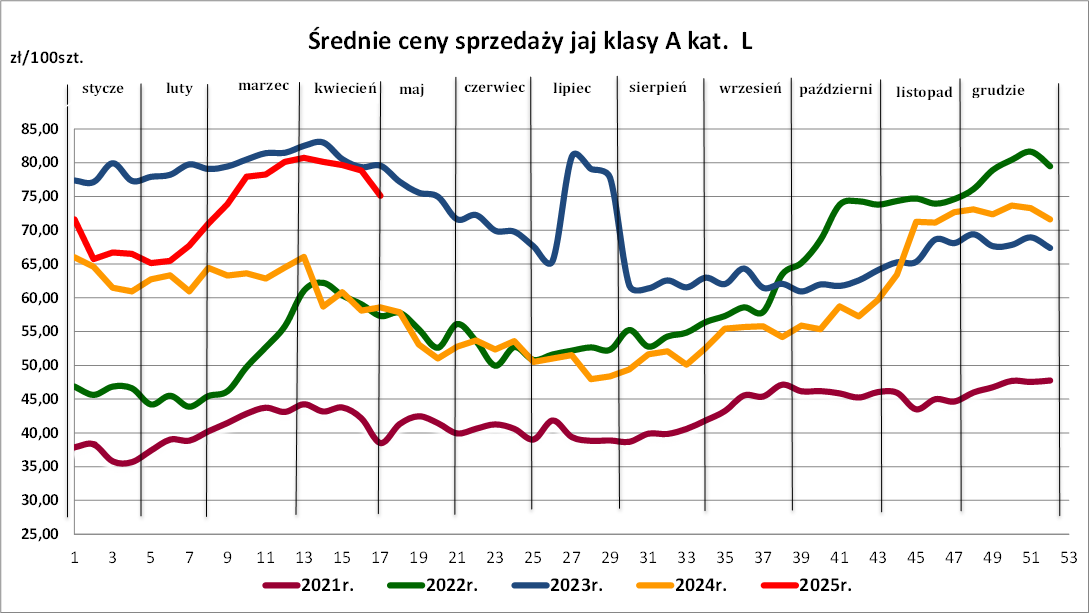 Średnie ceny sprzedaży jaj klasy A kat. L
zł/100szt.
stycze luty marzec kwiecień maj czerwiec lipiec sierpień wrzesień październi listopad grudzie
85,00
80,00
75,00
70,00
65,00
60,00
55,00
50,00
45,00
40,00
35,00
30,00
25,00
1 3 5 7 9 11 13 15 17 19 21 23 25 27 29 31 33 35 37 39 41 43 45 47 49 51 53
2021r. 2022r. 2023r. 2024r. 2025r.